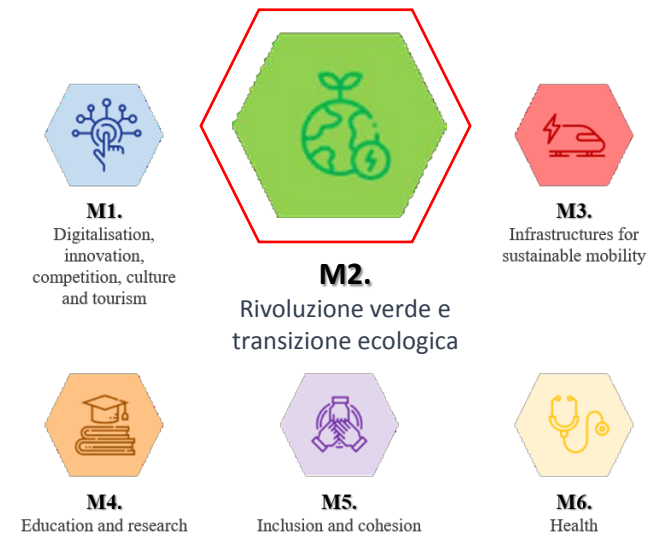 M1.
Digitalisation,
innovation,
competition, culture
and tourism
M2.
Rivoluzione verde e
transizione ecologica
M3.
Infrastructures for
sustainable mobility
M4.
Education and research
M5.
Inclusion and cohesion
M6.
Health